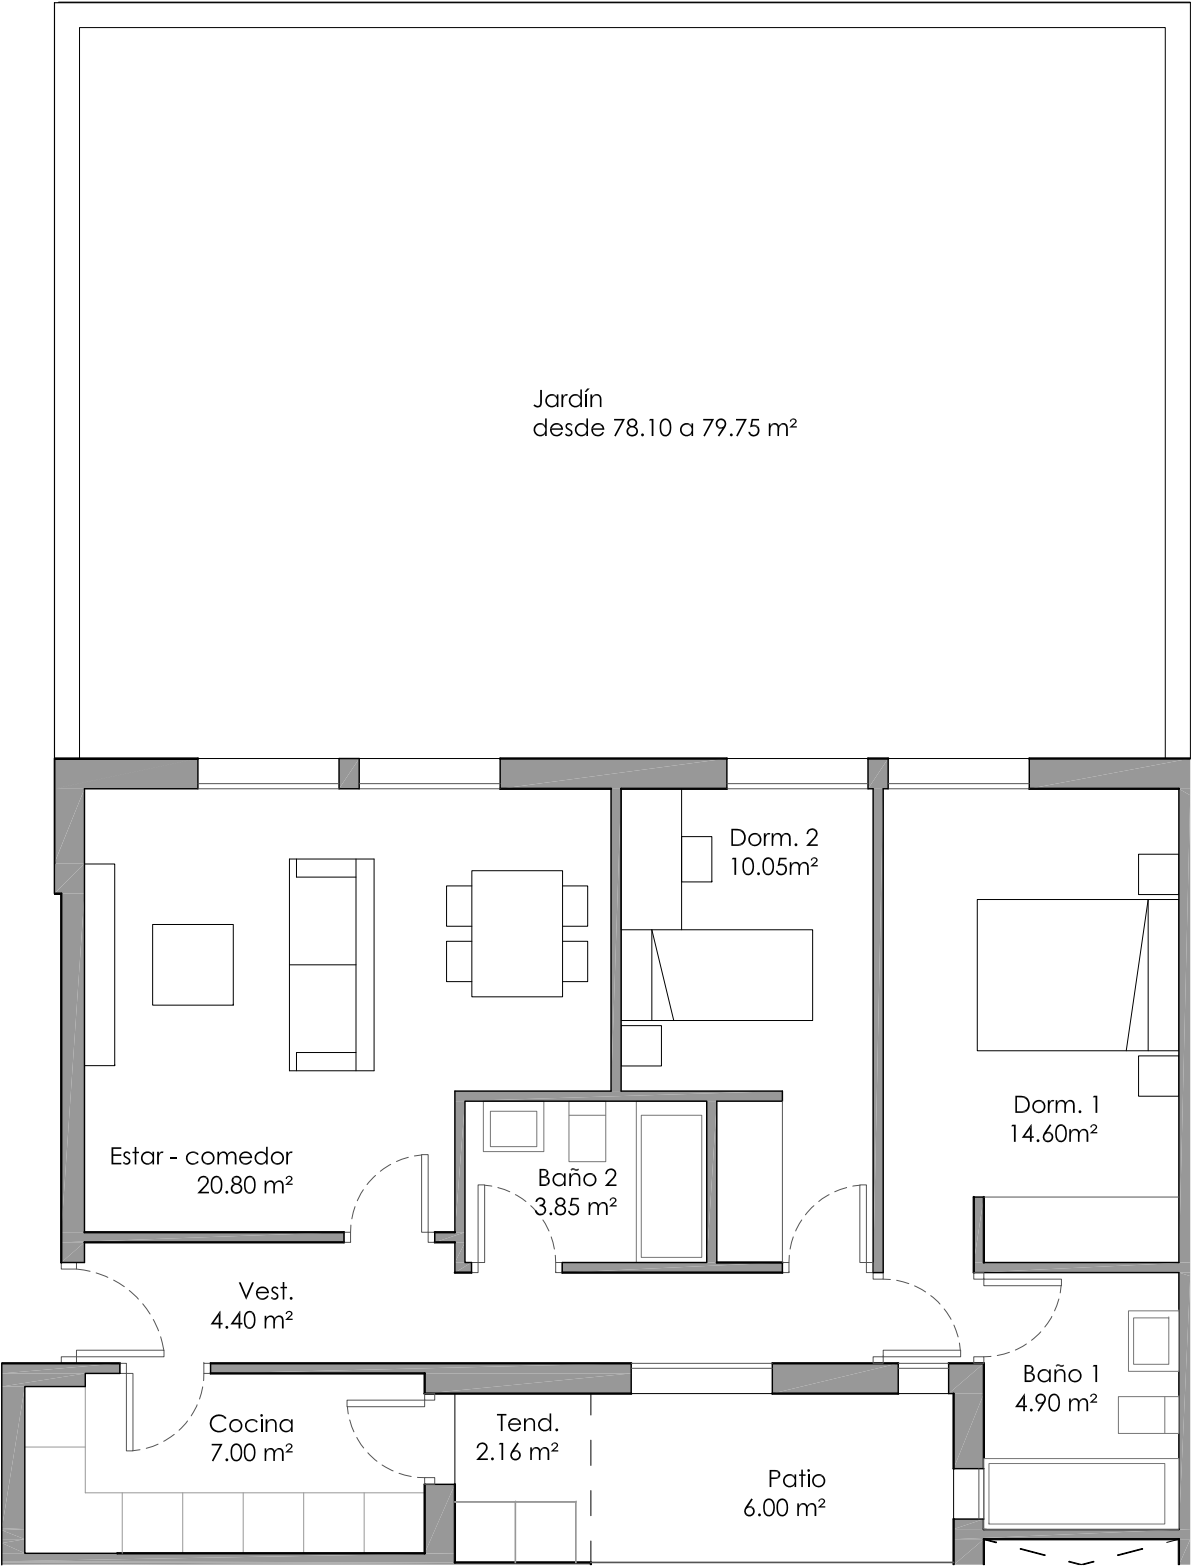 Jardín
desde 78.10 a 79.75 m²
Dorm. 2
10.05m²
Dorm. 1
14.60m²
Estar - comedor
20.80 m²
Baño 2
3.85 m²
Vest.
4.40 m²
Baño 1
4.90 m²
Cocina
7.00 m²
Tend.
2.16 m²
Patio
6.00 m²